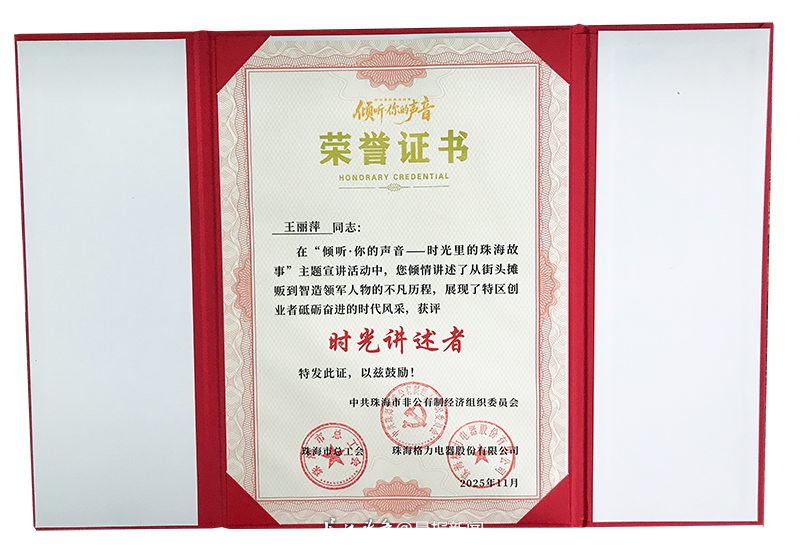 倾听·你的声音
荣誉证书
HONORARY CREDENTIAL
王丽萍 同志：
在“倾听·你的声音——时光里的珠海故
事”主题宣讲活动中，您倾情讲述了从街头摊
贩到智造领军人物的不凡历程，展现了特区创
业者砥砺奋进的时代风采，获评
时光讲述者
特发此证，以兹鼓励！
中共珠海市非公有制经济组织委员会
珠海市总工会 珠海格力电器股份有限公司
珠海市总工会
2025年11月